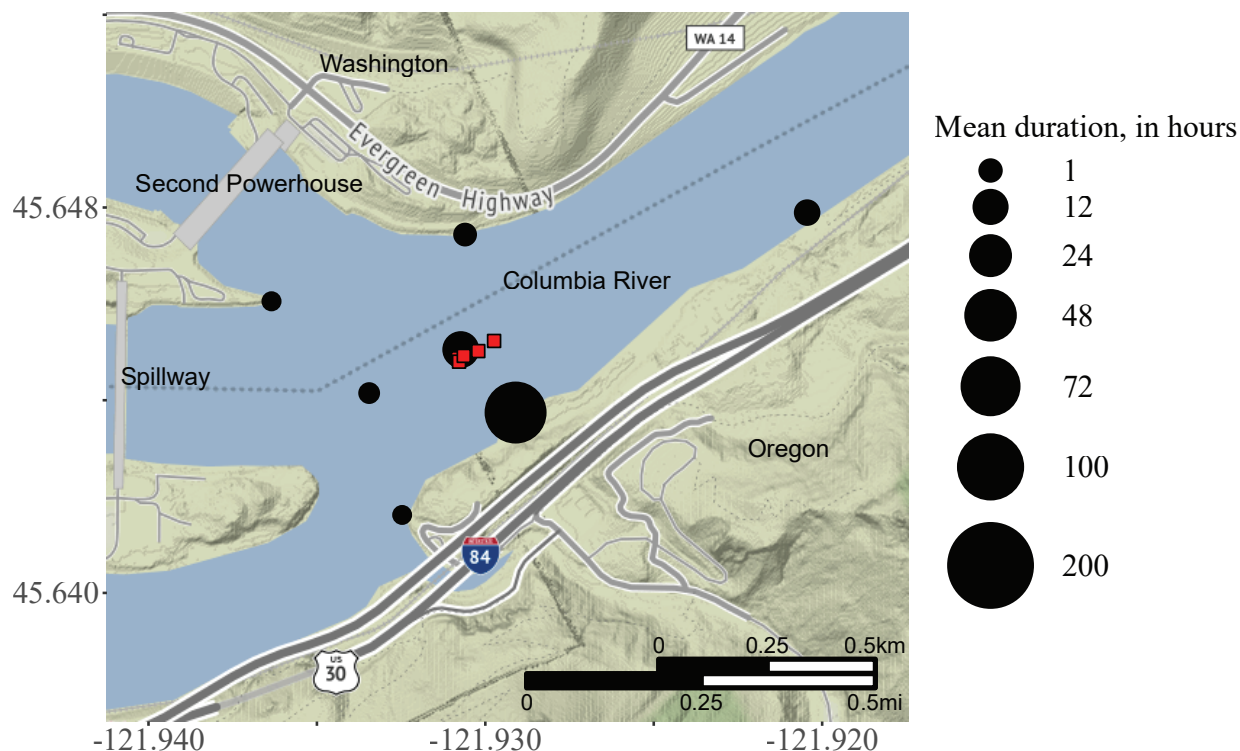 WA 14
Washington
Evergreen Highway
Second Powerhouse
Columbia River
Spillway
Oregon
INTERSTATE
84
US
30
0 0.25 0.5km
0 0.25 0.5mi
45.648
45.640
-121.940 -121.930 -121.920
Mean duration, in hours
1
12
24
48
72
100
200